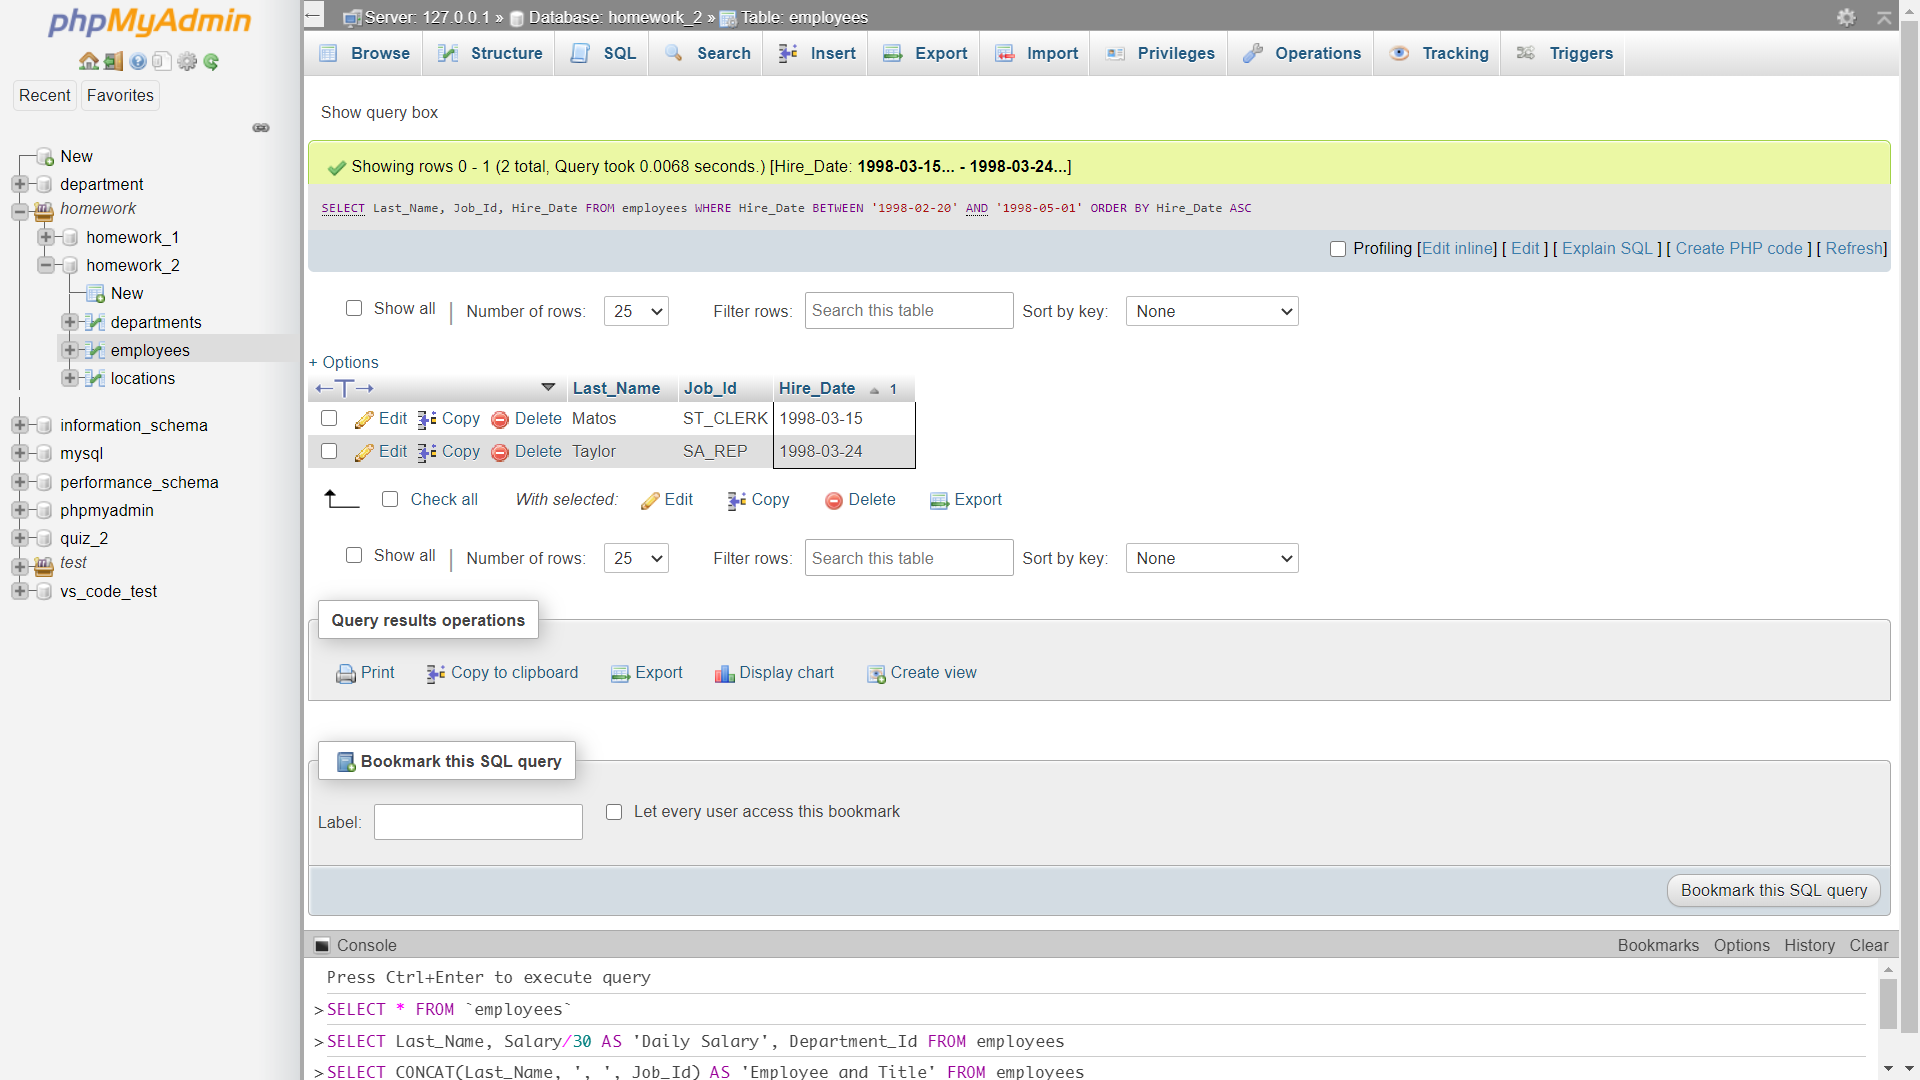 phpMyAdmin
Recent Favorites
New
department
homework
homework_1
homework_2
New
departments
employees
locations
information_schema
mysql
performance_schema
phpmyadmin
quiz_2
test
vs_code_test
Server: 127.0.0.1 » Database: homework_2 » Table: employees
Browse Structure SQL Search Insert Export Import Privileges Operations Tracking Triggers
Show query box
Showing rows 0 - 1 (2 total, Query took 0.0068 seconds.) [Hire_Date: 1998-03-15... - 1998-03-24...]
SELECT Last_Name, Job_Id, Hire_Date FROM employees WHERE Hire_Date BETWEEN '1998-02-20' AND '1998-05-01' ORDER BY Hire_Date ASC
Profiling [Edit inline] [ Edit ] [ Explain SQL ] [ Create PHP code ] [ Refresh]
Show all | Number of rows: 25 Filter rows: Search this table Sort by key: None
+ Options
←T→ Last_Name Job_Id Hire_Date 1
Edit Copy Delete Matos ST_CLERK 1998-03-15
Edit Copy Delete Taylor SA_REP 1998-03-24
Check all With selected: Edit Copy Delete Export
Show all | Number of rows: 25 Filter rows: Search this table Sort by key: None
Query results operations
Print Copy to clipboard Export Display chart Create view
Bookmark this SQL query
Label: Let every user access this bookmark
Bookmark this SQL query
Console Bookmarks Options History Clear
Press Ctrl+Enter to execute query
>SELECT * FROM `employees`
>SELECT Last_Name, Salary/30 AS 'Daily Salary', Department_Id FROM employees
>SELECT CONCAT(Last_Name, ', ', Job_Id) AS 'Employee and Title' FROM employees